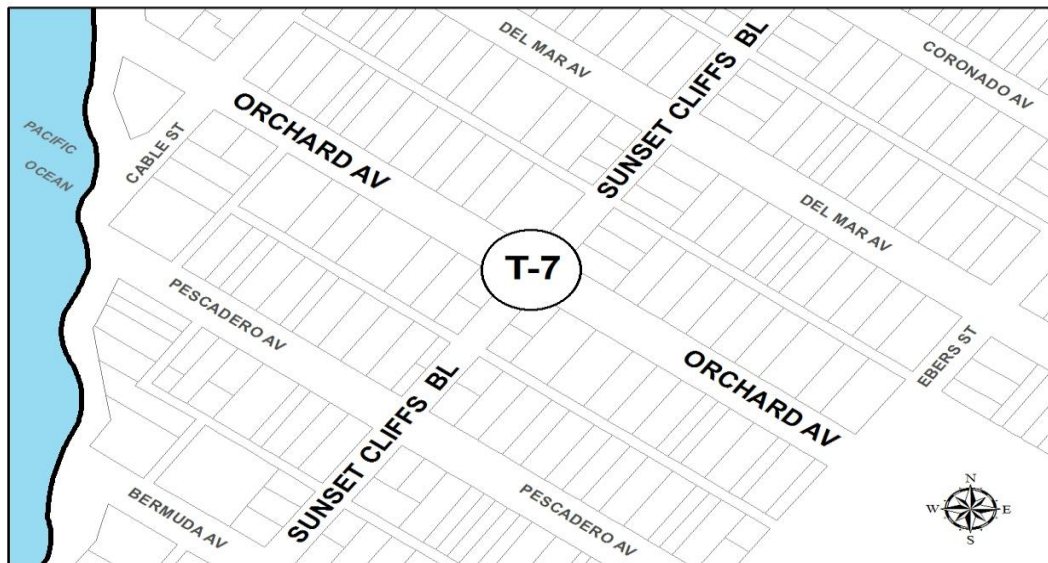 DEL MAR AV
SUNSET CLIFFS BL
CORONADO AV
ORCHARD AV
PACIFIC
OCEAN
CABLE ST
DEL MAR AV
T-7
PESCADERO AV
EBERS ST
ORCHARD AV
SUNSET CLIFFS BL
BERMUDA AV
PESCADERO AV
N
W
E
S